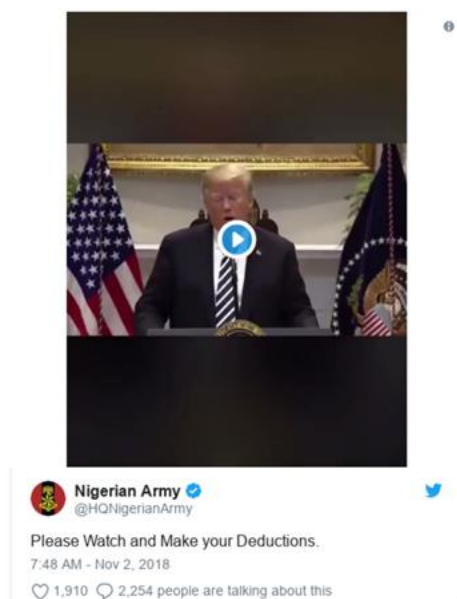 Nigerian Army
@HQNigerianArmy
Please Watch and Make your Deductions.
7:48 AM - Nov 2, 2018
1,910 2,254 people are talking about this